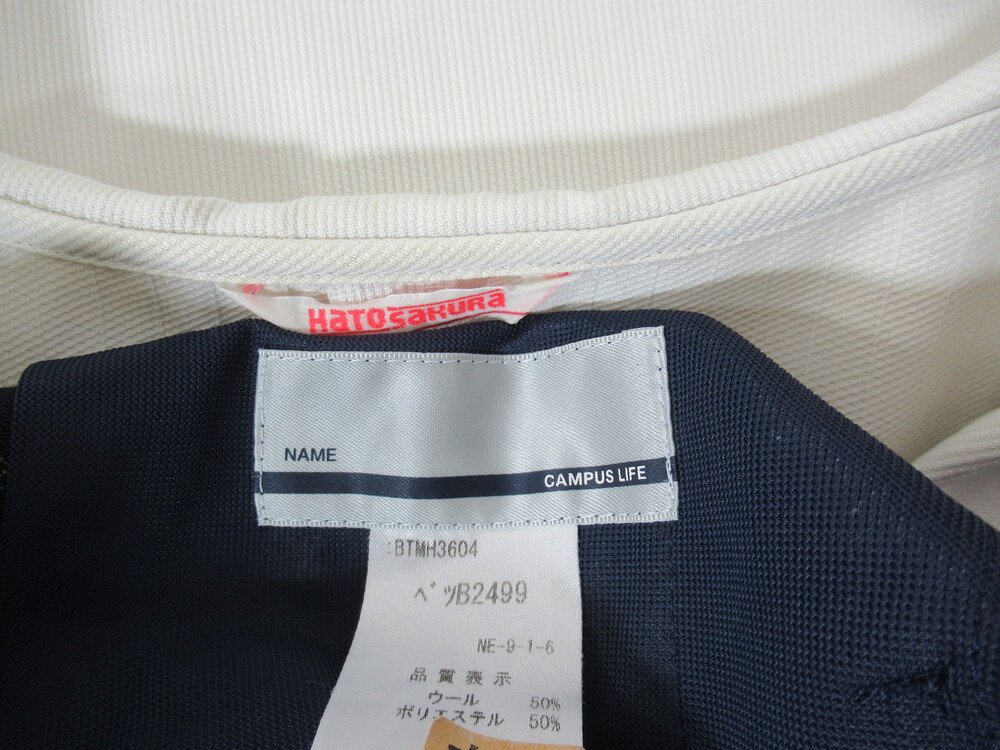 HaTosaKura
NAME
CAMPUS LIFE
:BTMH3604
ベツB2499
NE-9-1-6
品質表示
ウール 50%
ポリエステル 50%